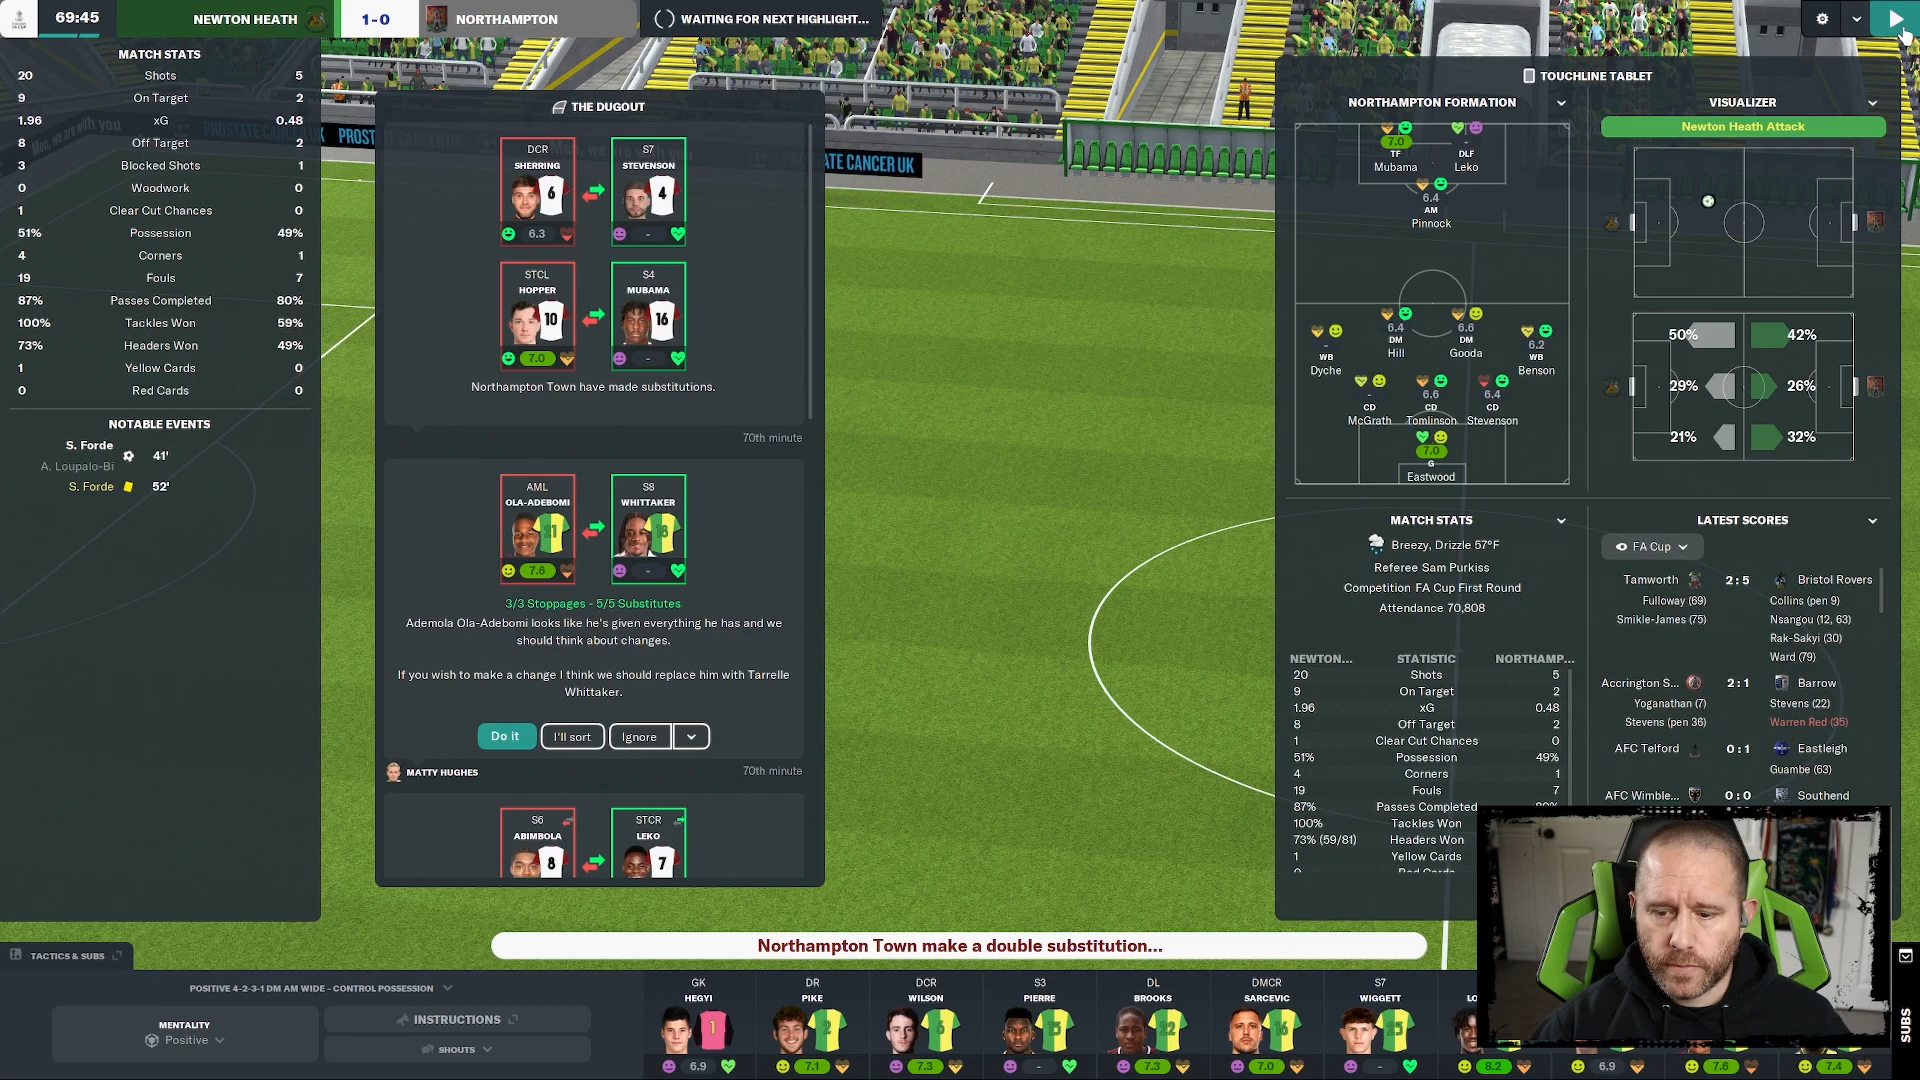 69:45
NEWTON HEATH
1-0
NORTHAMPTON
WAITING FOR NEXT HIGHLIGHT...
MATCH STATS
20 Shots 5
9 On Target 2
1.96 xG 0.48
8 Off Target 2
3 Blocked Shots 1
0 Woodwork 0
1 Clear Cut Chances 0
51% Possession 49%
4 Corners 1
19 Fouls 7
87% Passes Completed 80%
100% Tackles Won 59%
73% Headers Won 49%
1 Yellow Cards 0
0 Red Cards 0
NOTABLE EVENTS
S. Forde 41'
A. Loupalo-Bi
S. Forde 52'
PROSTATE CANCER UK
THE DUGOUT
DCR S7
SHERRING STEVENSON
6 4
6.3 -
STCL S4
HOPPER MUBAMA
10 16
7.0 -
Northampton Town have made substitutions.
70th minute
AML S8
OLA-ADEBOMI WHITTAKER
21 18
7.6 -
3/3 Stoppages - 5/5 Substitutes
Ademola Ola-Adebomi looks like he's given everything he has and we
should think about changes.
If you wish to make a change I think we should replace him with Tarrelle
Whittaker.
Do it I'll sort Ignore
MATTY HUGHES 70th minute
S6 STCR
ABIMBOLA LEKO
8 7
TOUCHLINE TABLET
NORTHAMPTON FORMATION
7.0 -
TF DLF
Mubama Leko
6.4
AM
Pinnock
6.4 6.6
DM DM
Hill Gooda
- 6.2
WB WB
Dyche Benson
- 6.6 6.4
CD CD CD
McGrath Tomlinson Stevenson
7.0
G
Eastwood
VISUALIZER
Newton Heath Attack
50% 42%
29% 26%
21% 32%
MATCH STATS
Breezy, Drizzle 57°F
Referee Sam Purkiss
Competition FA Cup First Round
Attendance 70,808
NEWTON... STATISTIC NORTHAMP...
20 Shots 5
9 On Target 2
1.96 xG 0.48
8 Off Target 2
1 Clear Cut Chances 0
51% Possession 49%
4 Corners 1
19 Fouls 7
87% Passes Completed
100% Tackles Won
73% (59/81) Headers Won
1 Yellow Cards
LATEST SCORES
FA Cup
Tamworth 2:5 Bristol Rovers
Fulloway (69) Collins (pen 9)
Smikle-James (75) Nsangou (12, 63)
Rak-Sakyi (30)
Ward (79)
Accrington S... 2:1 Barrow
Yoganathan (7) Stevens (22)
Stevens (pen 36) Warren Red (35)
AFC Telford 0:1 Eastleigh
Guambe (63)
AFC Wimble... 0:0 Southend
Northampton Town make a double substitution...
TACTICS & SUBS
POSITIVE 4-2-3-1 DM AM WIDE - CONTROL POSSESSION
MENTALITY
Positive
INSTRUCTIONS
SHOUTS
GK DR DCR S3 DL DMCR S7
HEGYI PIKE WILSON PIERRE BROOKS SARCEVIC WIGGETT
1 2 6 15 22 16 25
6.9 7.1 7.3 - 7.3 7.0 - 8.2 6.9 7.6 7.4
SUBS